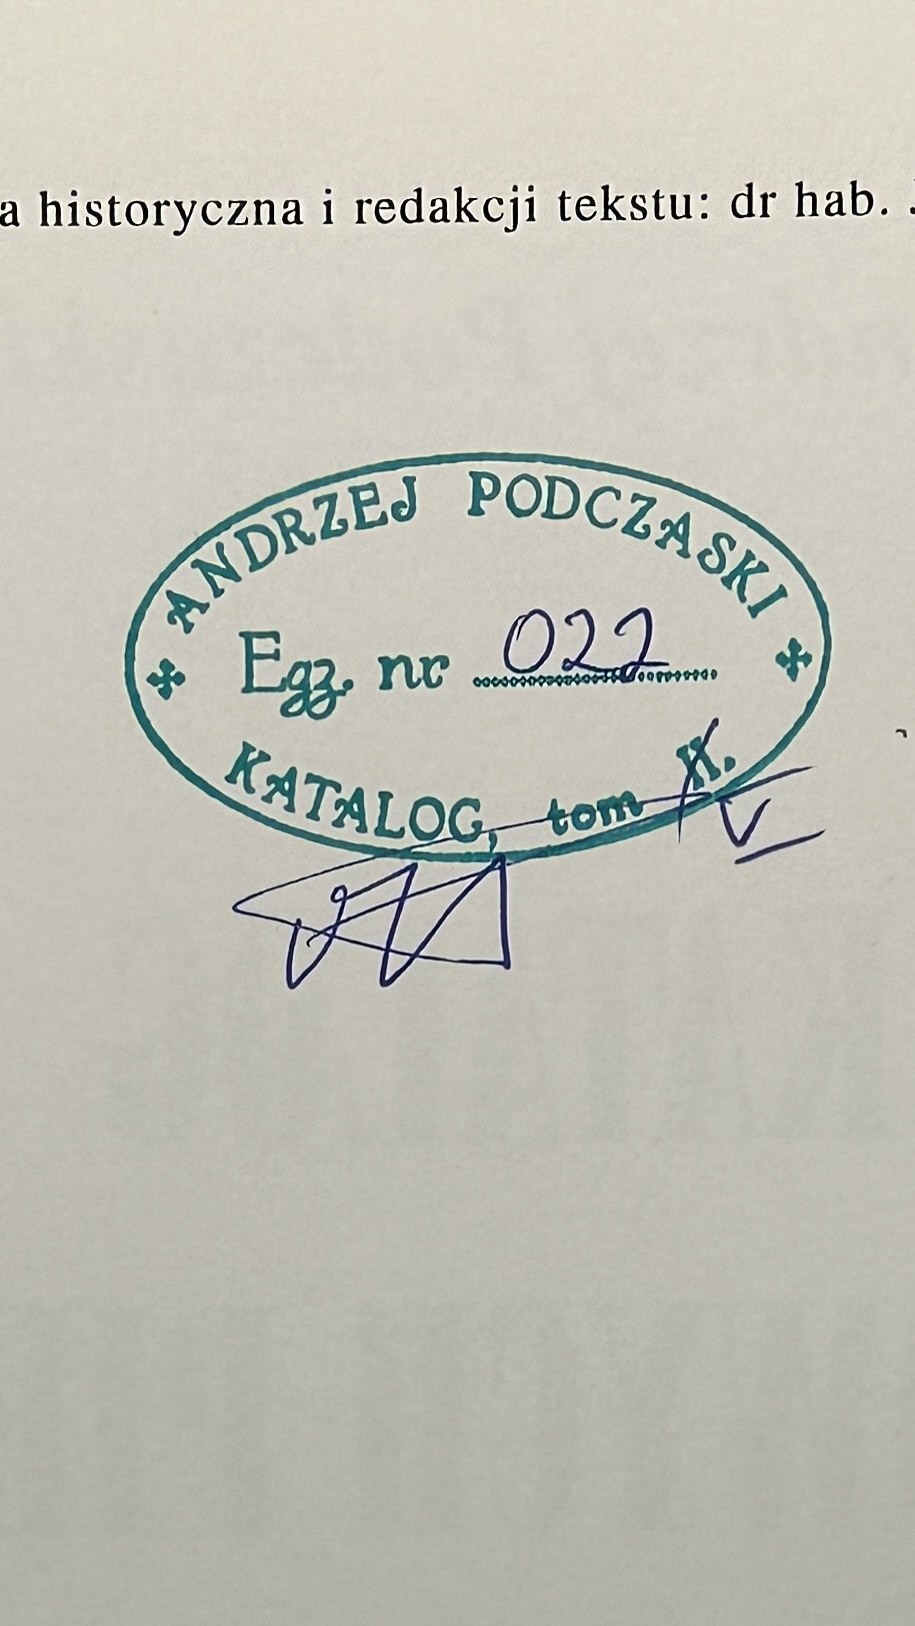 a historyczna i redakcji tekstu: dr hab.
ANDRZEJ PODCZASKI
Egz. nr 022
KATALOG, tom
V